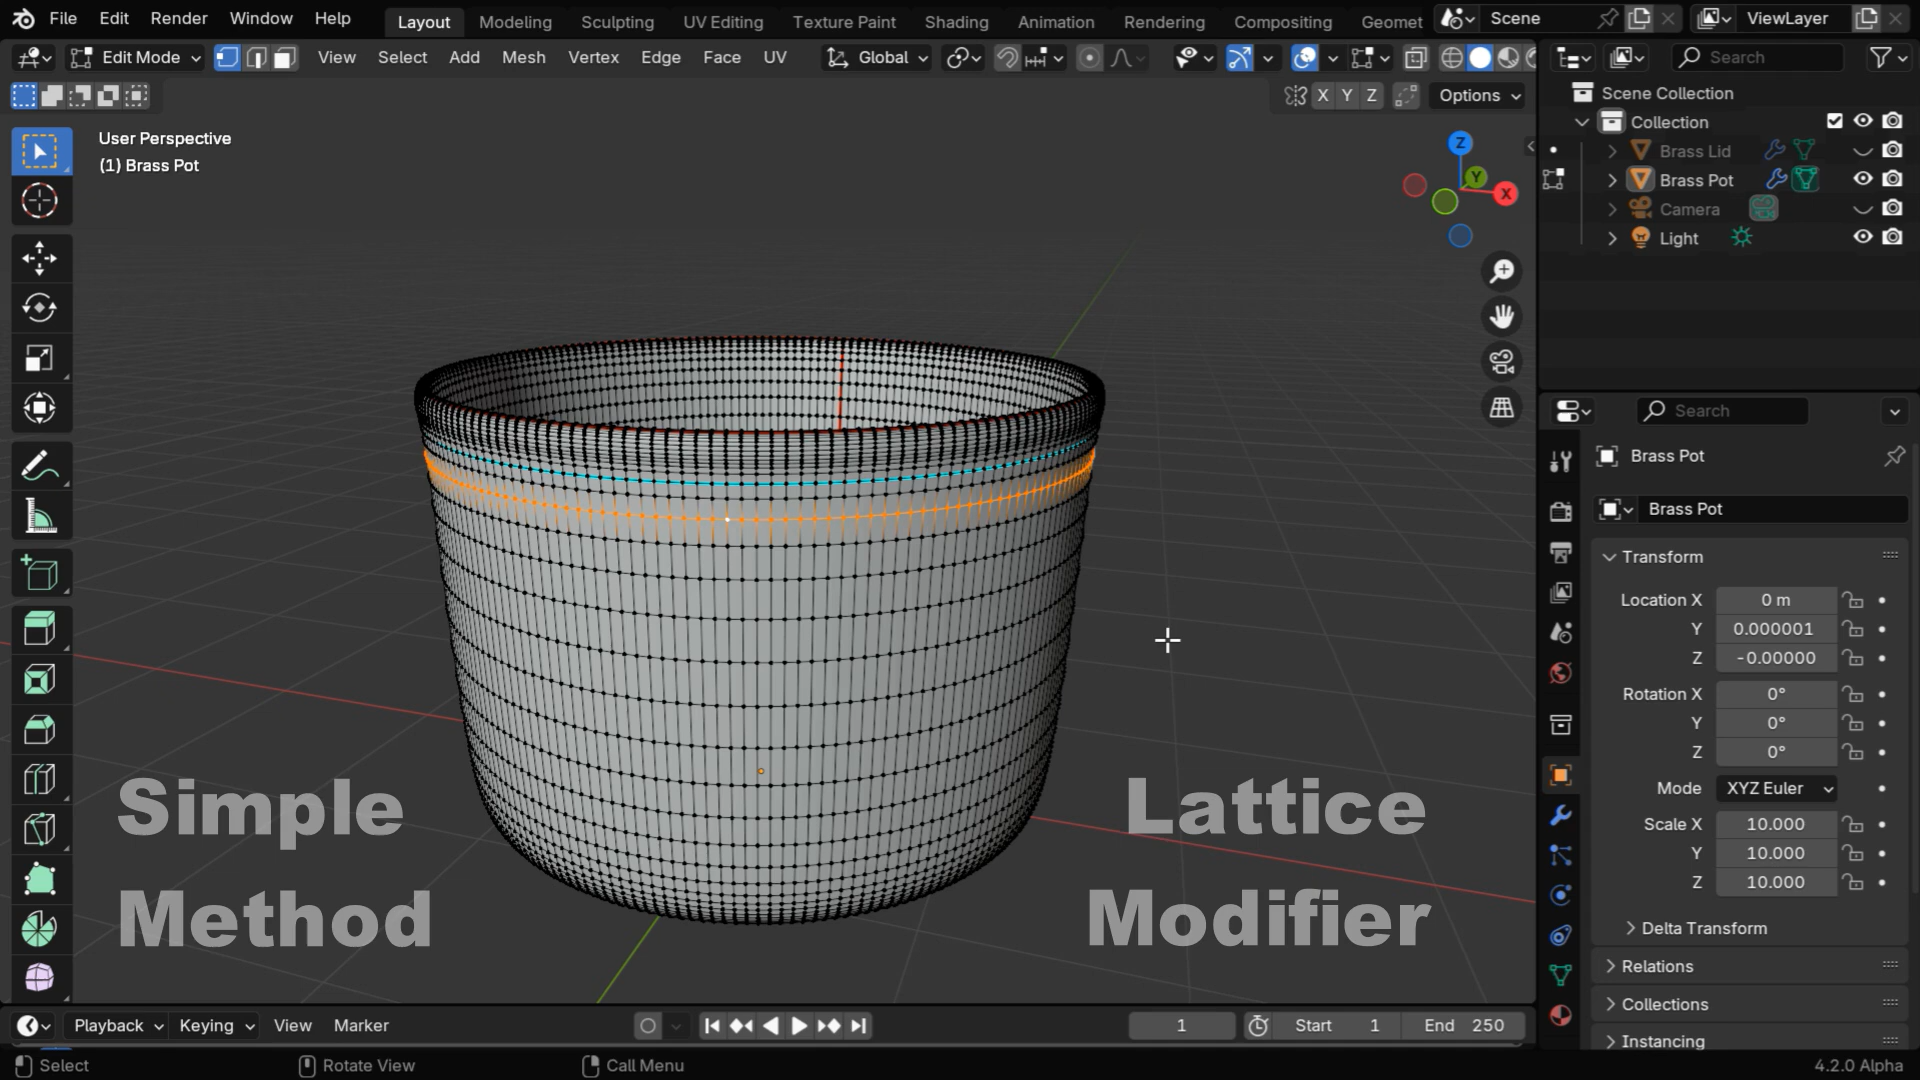 File Edit Render Window Help Layout Modeling Sculpting UV Editing Texture Paint Shading Animation Rendering Compositing Geomet Scene ViewLayer
Edit Mode View Select Add Mesh Vertex Edge Face UV Global Search
X Y Z Options
User Perspective
(1) Brass Pot
Z
Y
X
Scene Collection
Collection
Brass Lid
Brass Pot
Camera
Light
Search
Brass Pot
Brass Pot
Transform
Location X 0 m
Y 0.000001
Z -0.00000
Rotation X 0°
Y 0°
Z 0°
Mode XYZ Euler
Scale X 10.000
Y 10.000
Z 10.000
Delta Transform
Relations
Collections
Instancing
Simple
Method
Lattice
Modifier
Playback Keying View Marker 1 Start 1 End 250
Select Rotate View Call Menu 4.2.0 Alpha